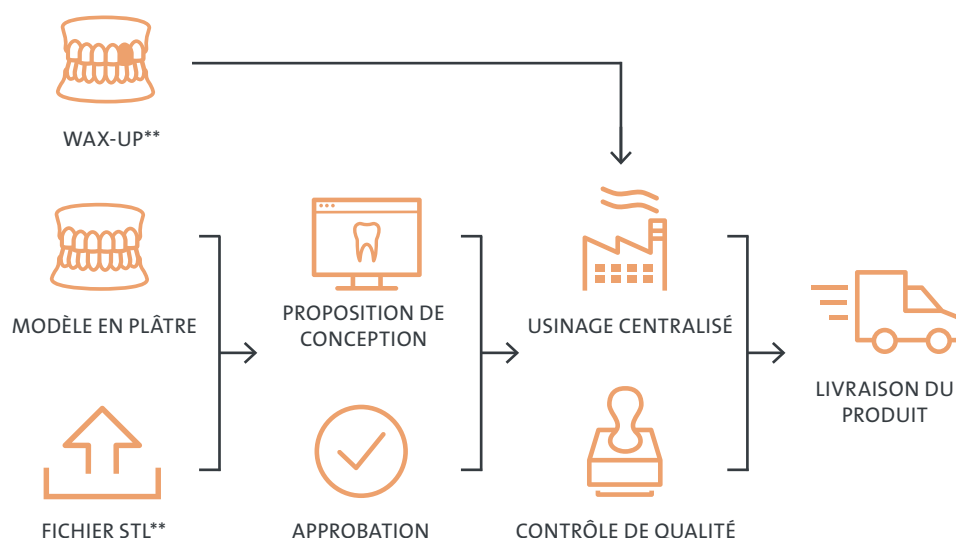 WAX-UP**
MODÈLE EN PLÂTRE
FICHIER STL**
PROPOSITION DE
CONCEPTION
APPROBATION
USINAGE CENTRALISÉ
CONTRÔLE DE QUALITÉ
LIVRAISON DU
PRODUIT